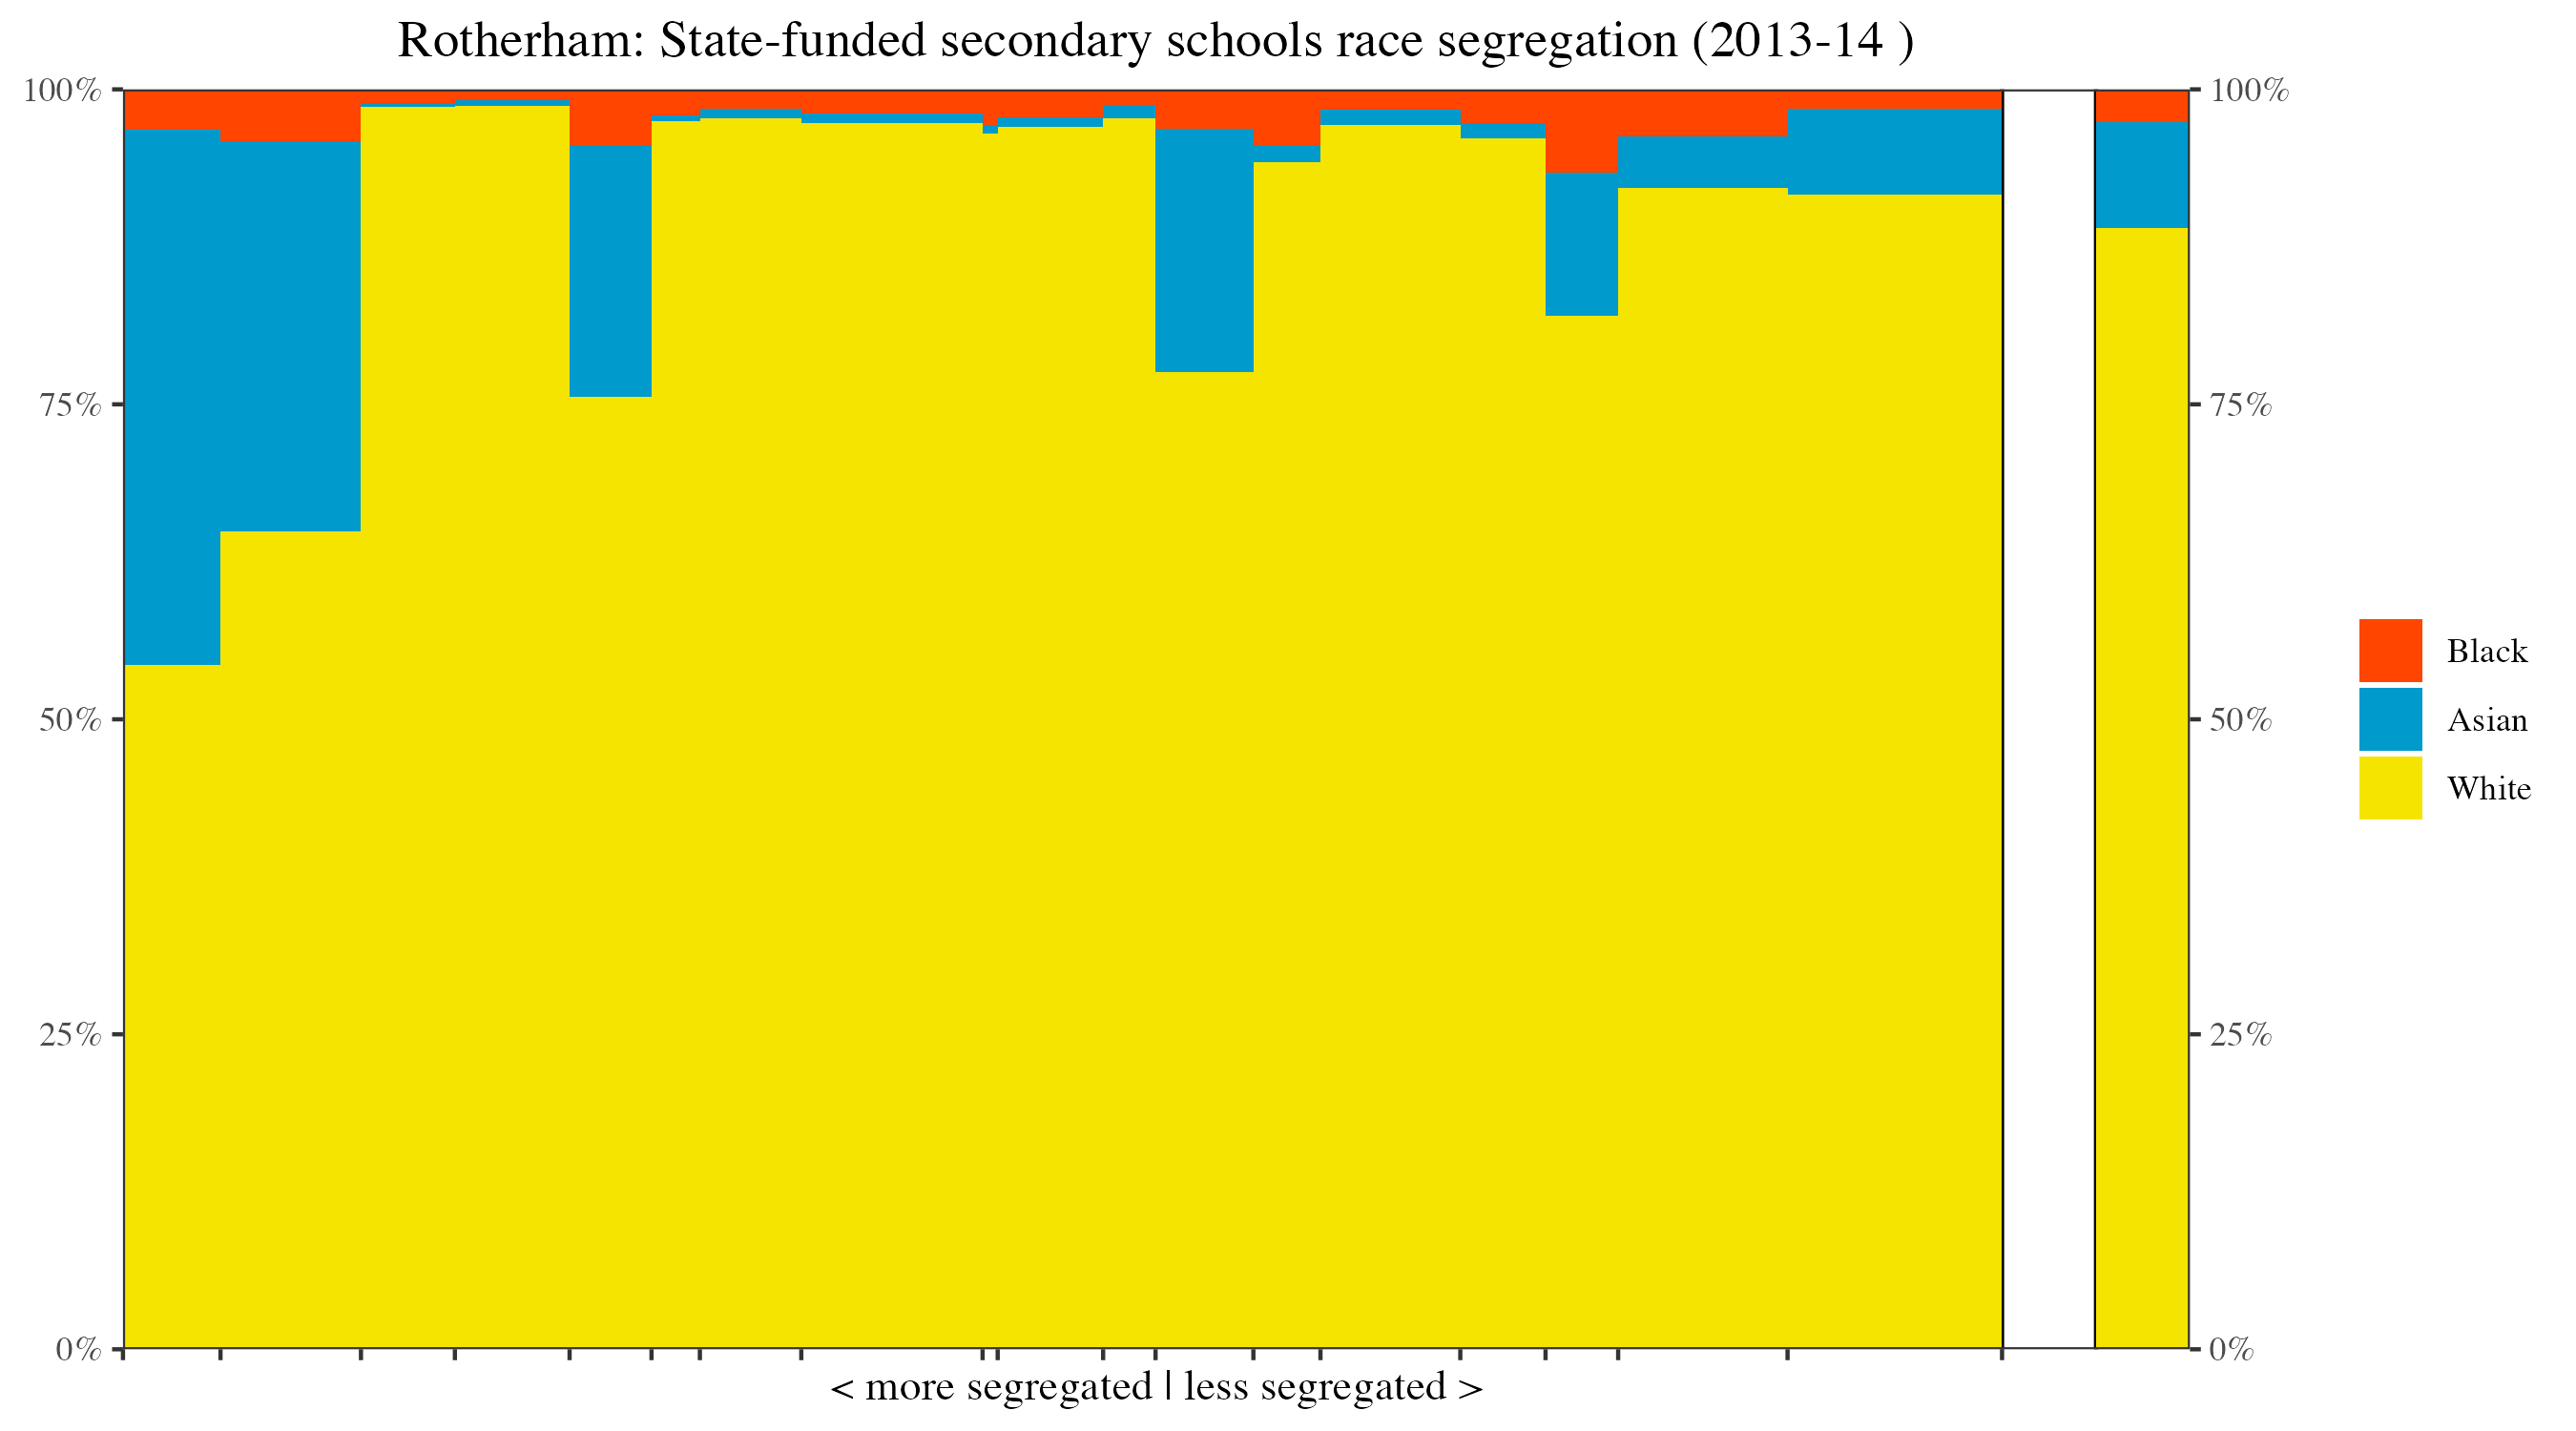 Rotherham: State-funded secondary schools race segregation (2013-14 )
100%
75%
50%
25%
0%
100%
75%
50%
25%
0%
Black
Asian
White
< more segregated | less segregated >